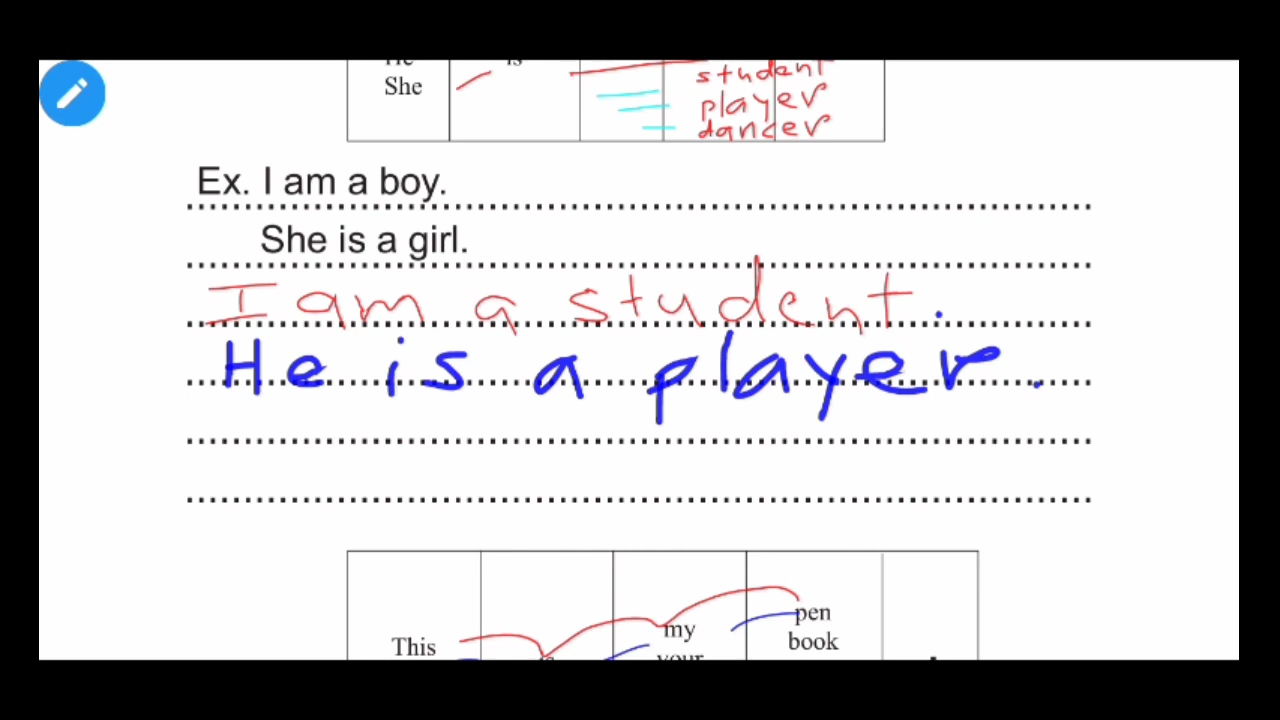 She
student
player
dancer
Ex. I am a boy.
She is a girl.
I am a student.
He is a player.
pen
my
This
book